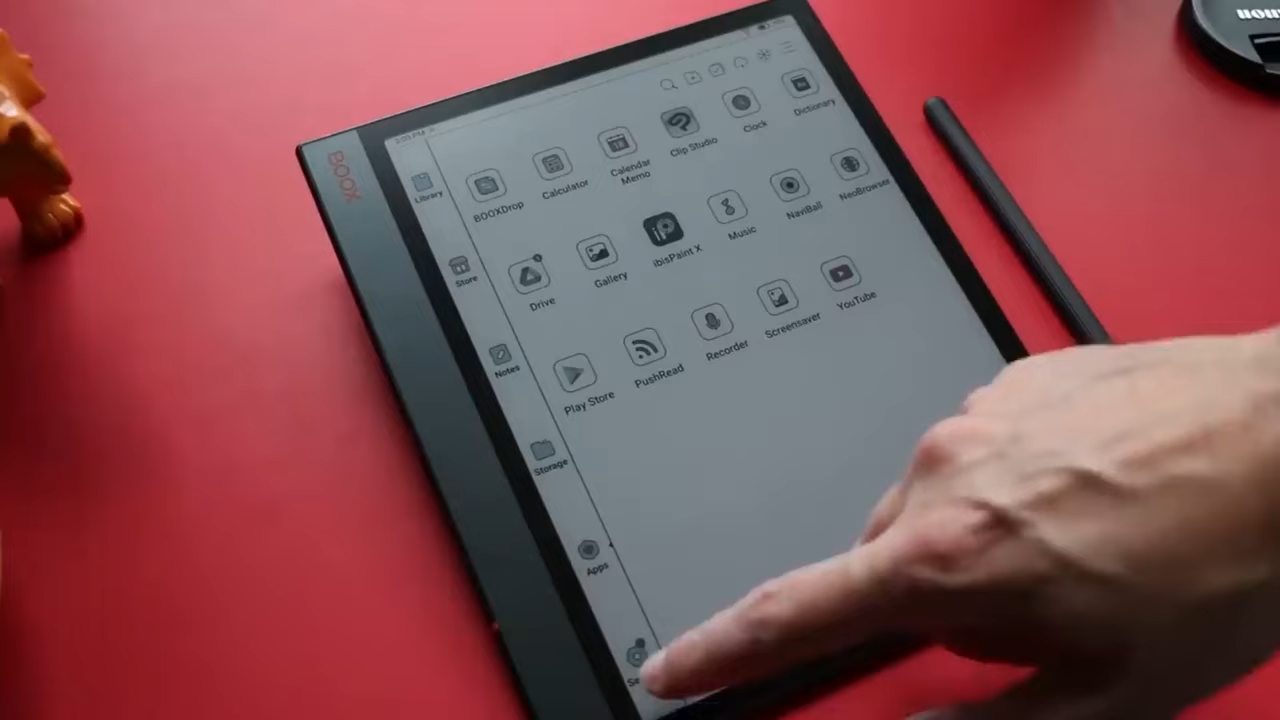 BOOX
Library
Store
Notes
Storage
Apps
BOOXDrop
Calculator
Calendar
Memo
Clip Studio
Clock
Dictionary
Drive
Gallery
ibisPaint X
Music
NaviBall
NeoBrowser
Play Store
PushRead
Recorder
Screensaver
YouTube